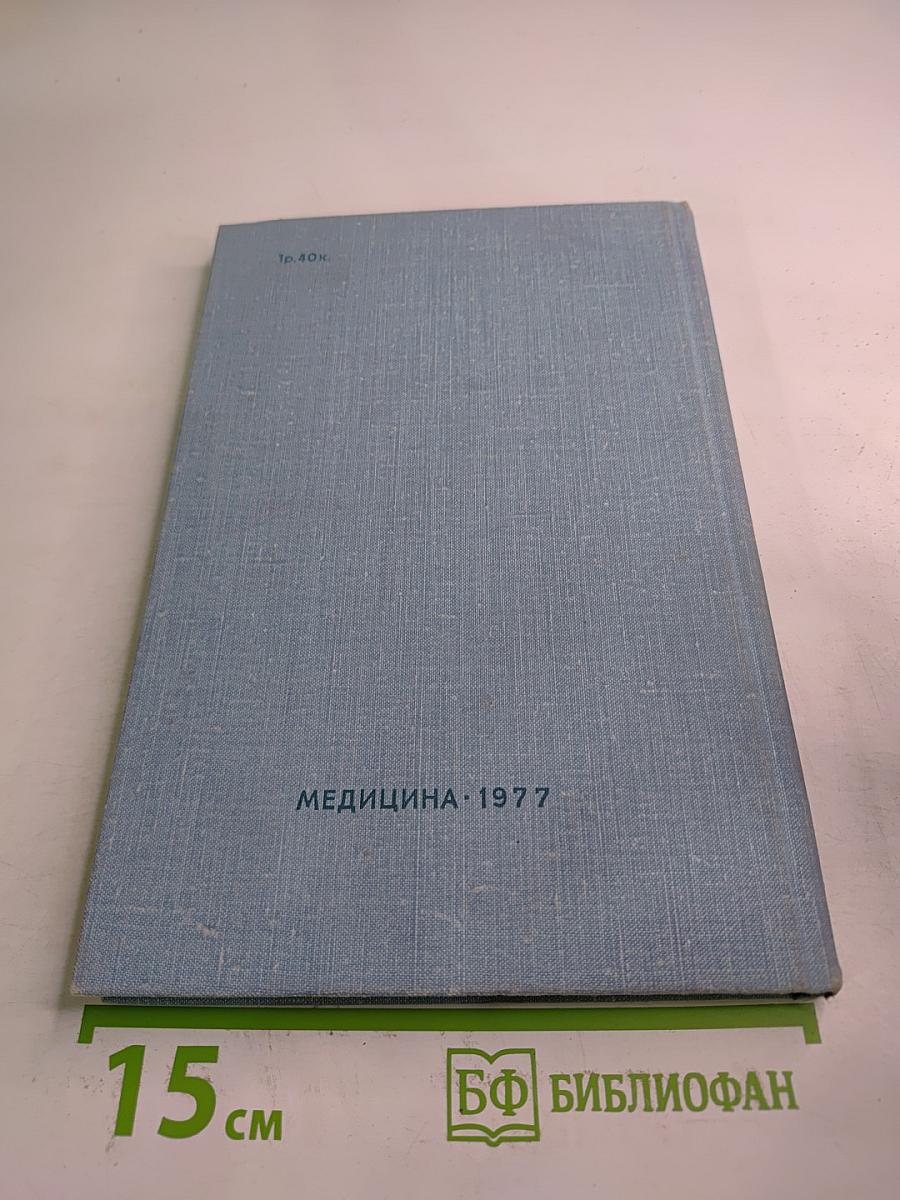 1р.40к.
МЕДИЦИНА·1977
15 см
БФ БИБЛИОФАН